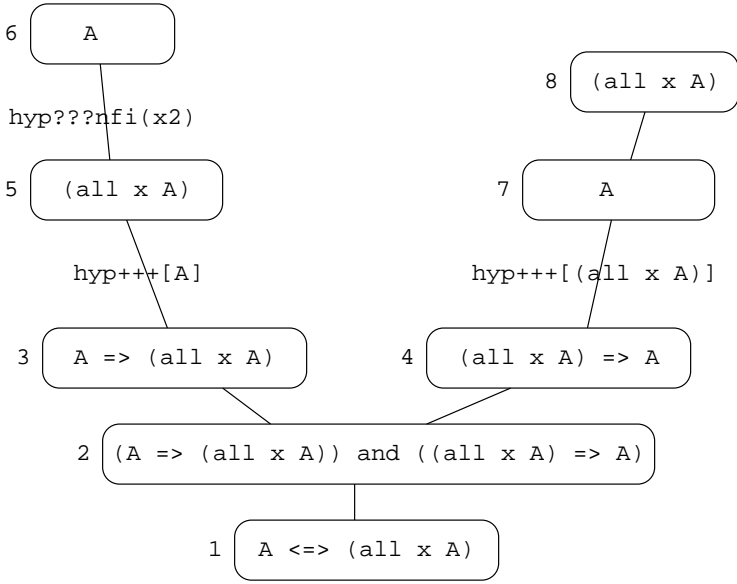 6 A
8 (all x A)
hyp???nfi(x2)
5 (all x A)
7 A
hyp+++[A]
hyp+++[(all x A)]
3 A => (all x A)
4 (all x A) => A
2 (A => (all x A)) and ((all x A) => A)
1 A <=> (all x A)